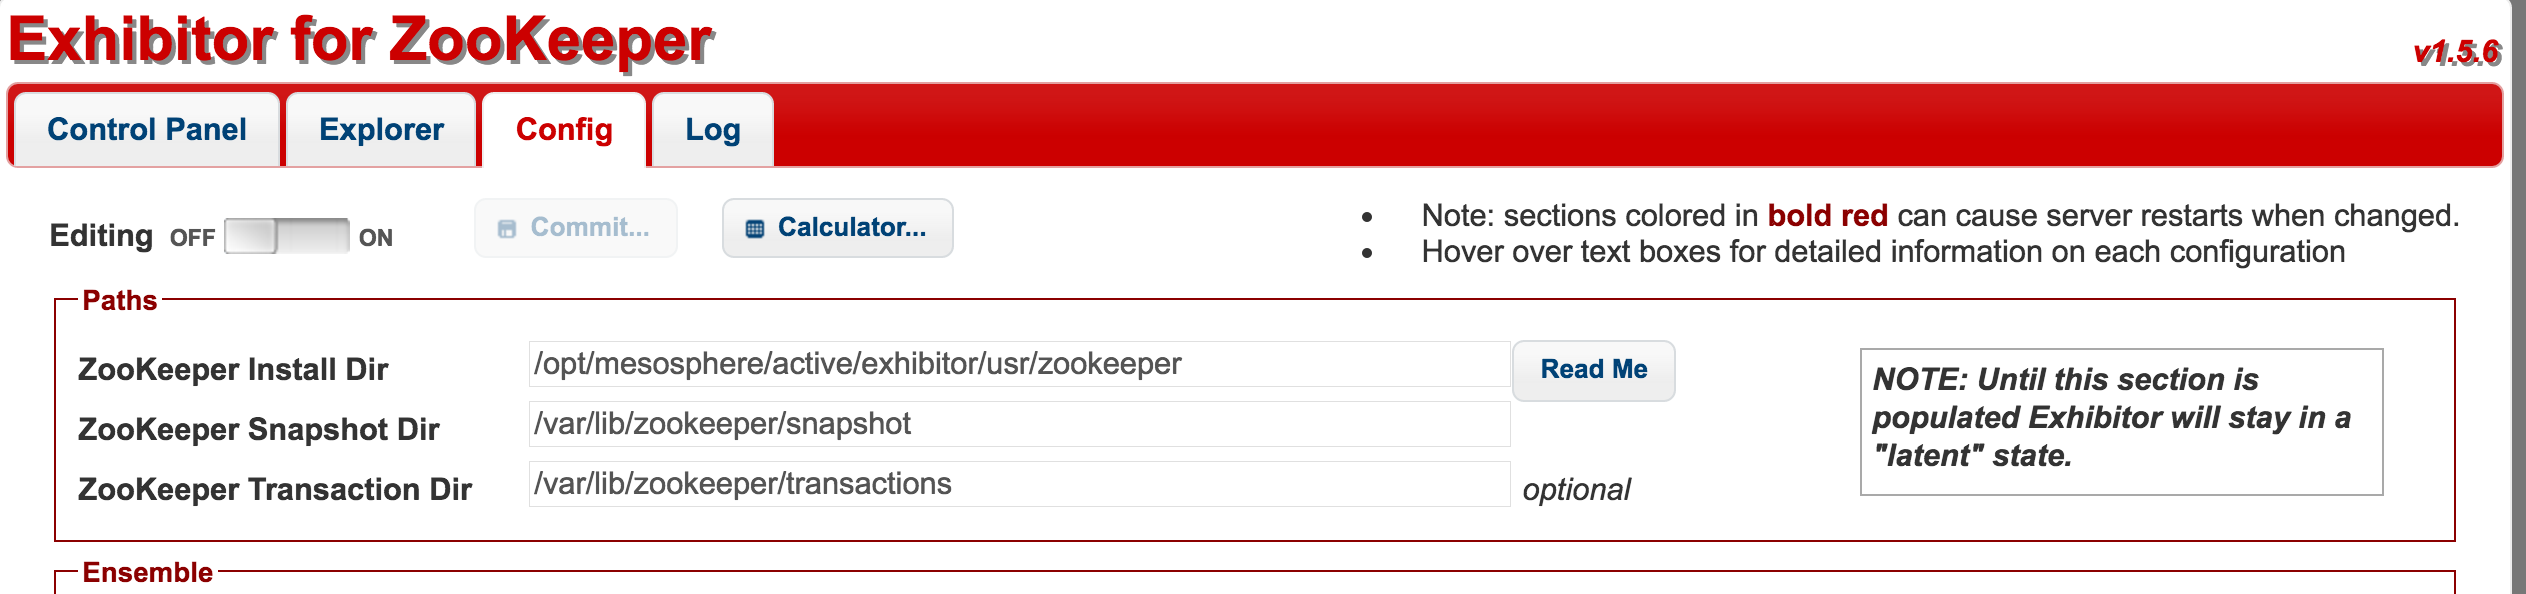 Exhibitor for ZooKeeper
v1.5.6
Control Panel Explorer Config Log
Editing OFF ON Commit... Calculator...
• Note: sections colored in bold red can cause server restarts when changed.
• Hover over text boxes for detailed information on each configuration
Paths
ZooKeeper Install Dir /opt/mesosphere/active/exhibitor/usr/zookeeper Read Me
ZooKeeper Snapshot Dir /var/lib/zookeeper/snapshot
ZooKeeper Transaction Dir /var/lib/zookeeper/transactions optional
NOTE: Until this section is
populated Exhibitor will stay in a
"latent" state.
Ensemble